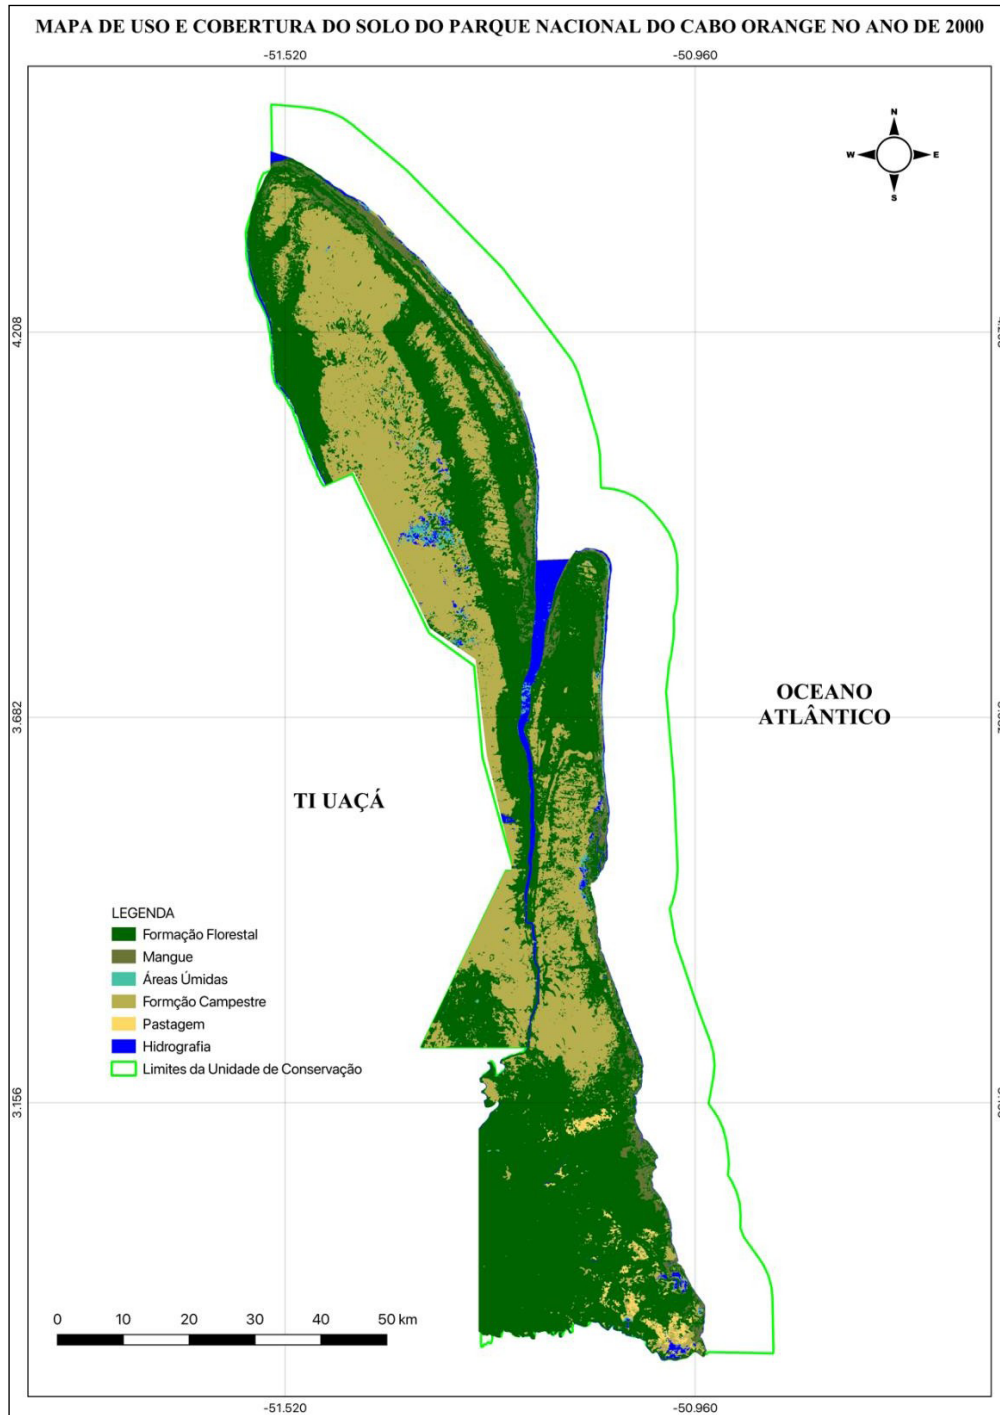 MAPA DE USO E COBERTURA DO SOLO DO PARQUE NACIONAL DO CABO ORANGE NO ANO DE 2000
-51.520
-50.960
N
W
E
S
4.208
4.208
3.682
OCEANO
ATLÂNTICO
TI UAÇÁ
LEGENDA
Formação Florestal
Mangue
Áreas Úmidas
Formção Campestre
Pastagem
Hidrografia
Limites da Unidade de Conservação
3.156
0
10
20
30
40
50 km
-51.520
-50.960